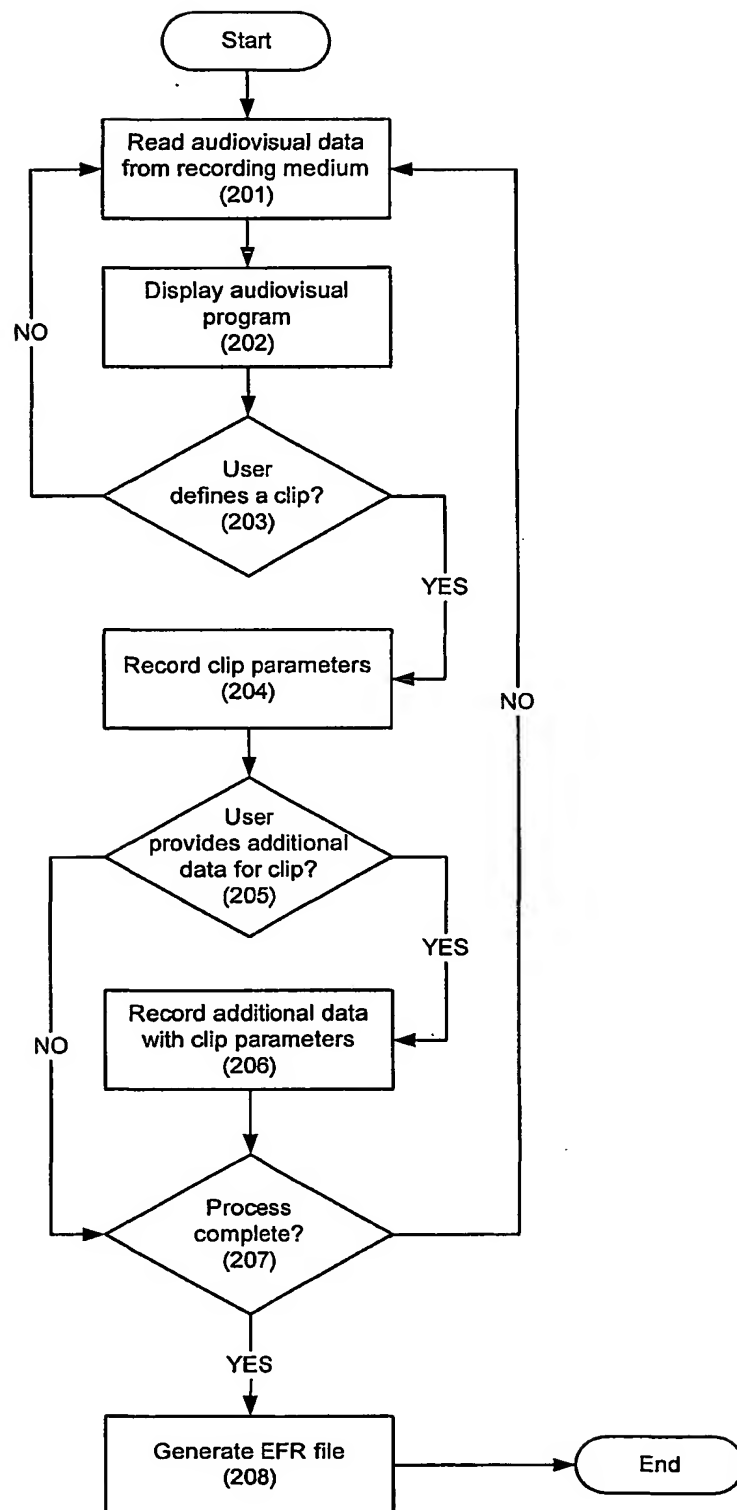 Start
Read audiovisual data
from recording medium
(201)
Display audiovisual
program
(202)
NO
User
defines a clip?
(203)
YES
Record clip parameters
(204)
NO
User
provides additional
data for clip?
(205)
YES
Record additional data
with clip parameters
(206)
NO
Process
complete?
(207)
YES
Generate EFR file
(208)
End